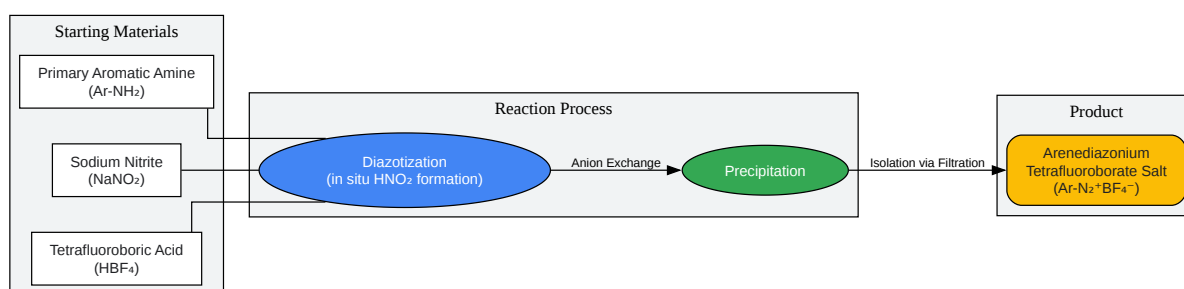 Starting Materials
Primary Aromatic Amine
(Ar-NH₂)
Sodium Nitrite
(NaNO₂)
Tetrafluoroboric Acid
(HBF₄)
Reaction Process
Diazotization
(in situ HNO₂ formation)
Anion Exchange
Precipitation
Isolation via Filtration
Product
Arenediazonium
Tetrafluoroborate Salt
(Ar-N₂⁺BF₄⁻)